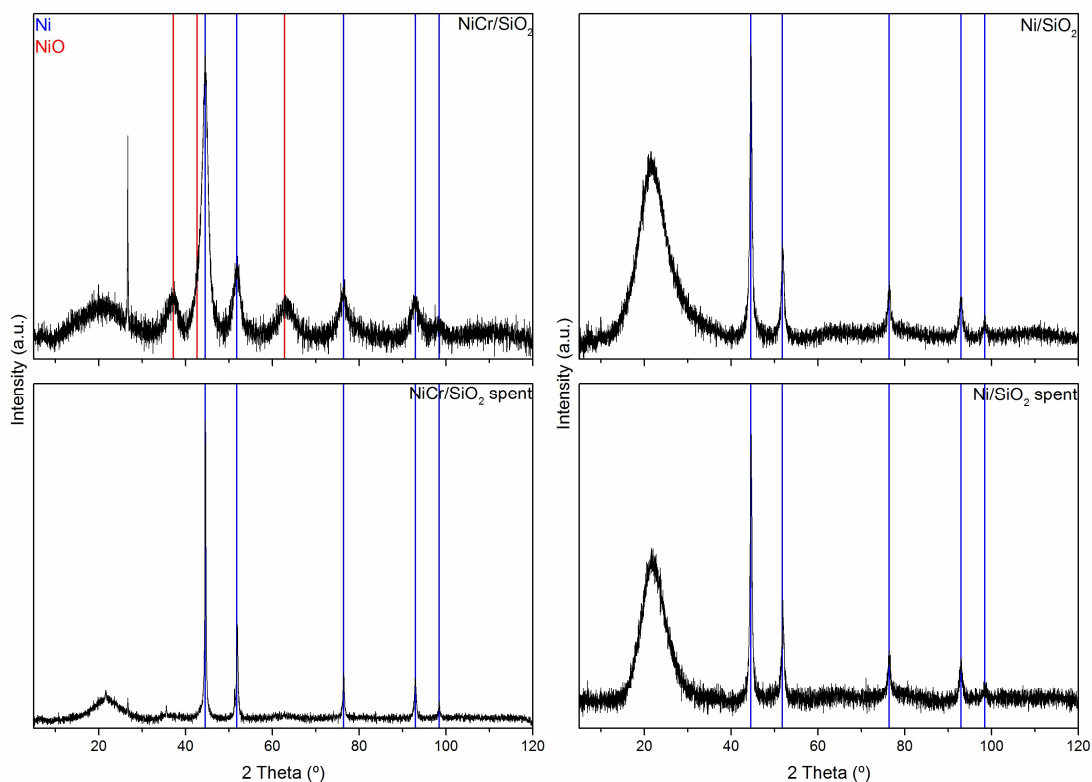 Ni
NiO
NiCr/SiO2
Ni/SiO2
Intensity (a.u.)
Intensity (a.u.)
NiCr/SiO2 spent
Ni/SiO2 spent
20 40 60 80 100 120
20 40 60 80 100 120
2 Theta (º)
2 Theta (º)